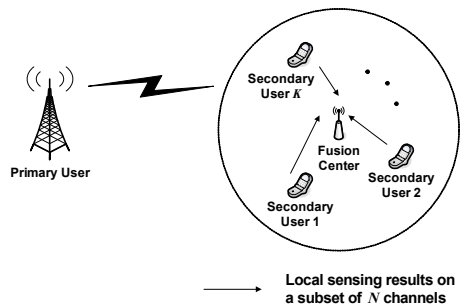 Secondary
User K
Primary User
Fusion
Center
Secondary
User 1
Secondary
User 2
Local sensing results on
a subset of N channels